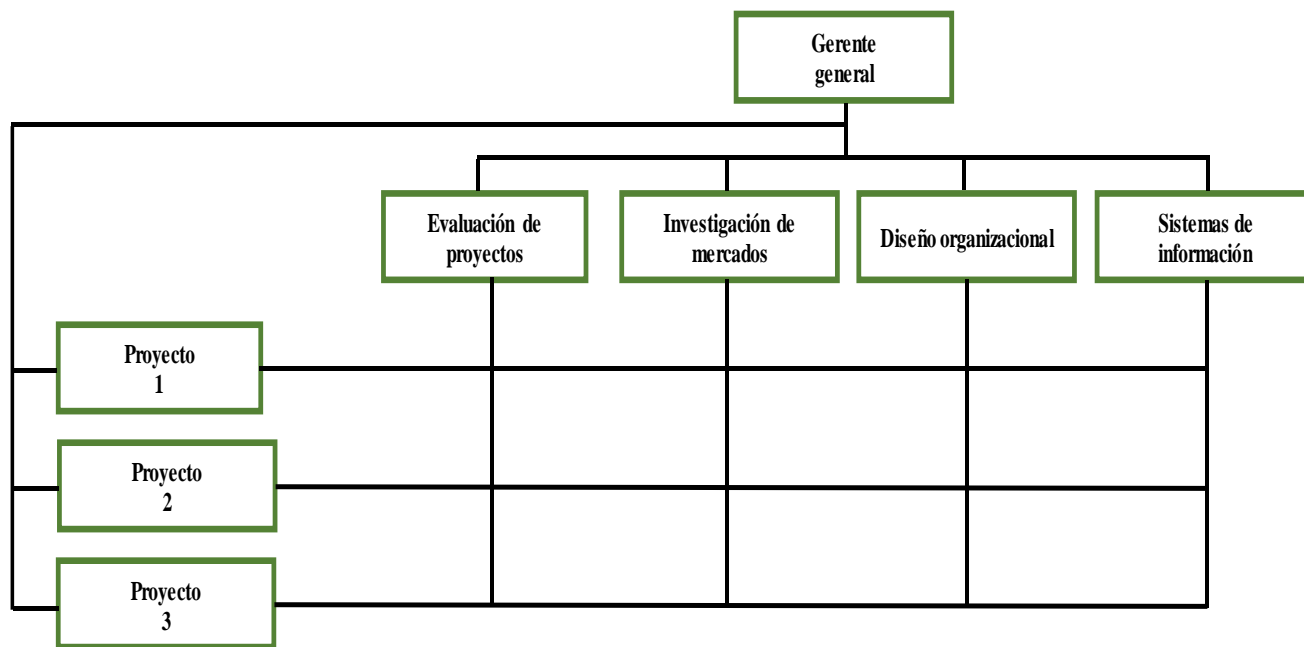 Gerente
general
Evaluación de
proyectos
Investigación de
mercados
Diseño organizacional
Sistemas de
información
Proyecto
1
Proyecto
2
Proyecto
3